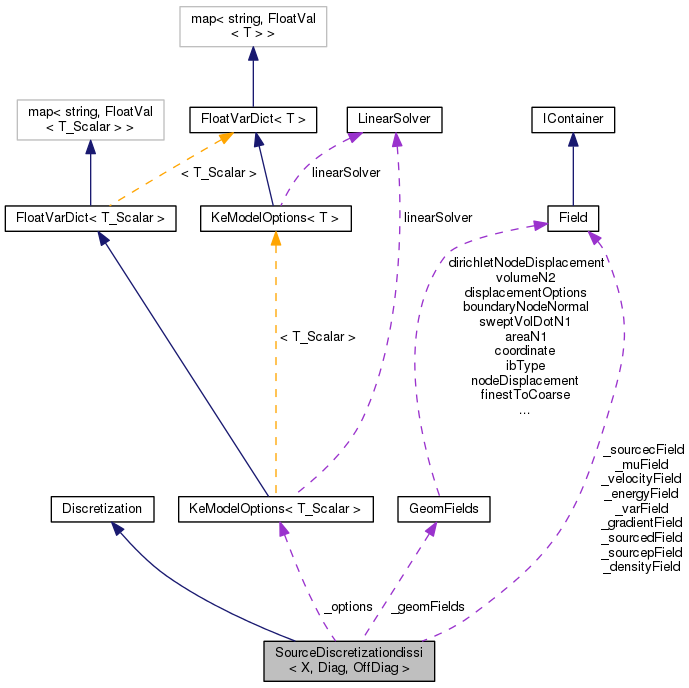 map< string, FloatVal
< T > >
map< string, FloatVal
< T_Scalar > >
FloatVarDict< T >
LinearSolver
IContainer
< T_Scalar >
linearSolver
FloatVarDict< T_Scalar >
KeModelOptions< T >
linearSolver
Field
dirichletNodeDisplacement
volumeN2
displacementOptions
boundaryNodeNormal
sweptVolDotN1
areaN1
coordinate
ibType
nodeDisplacement
finestToCoarse
...
< T_Scalar >
_sourcecField
_muField
_velocityField
_energyField
_varField
_gradientField
_sourcedField
_sourcepField
_densityField
Discretization
KeModelOptions< T_Scalar >
GeomFields
_options
_geomFields
SourceDiscretizationdissi
< X, Diag, OffDiag >